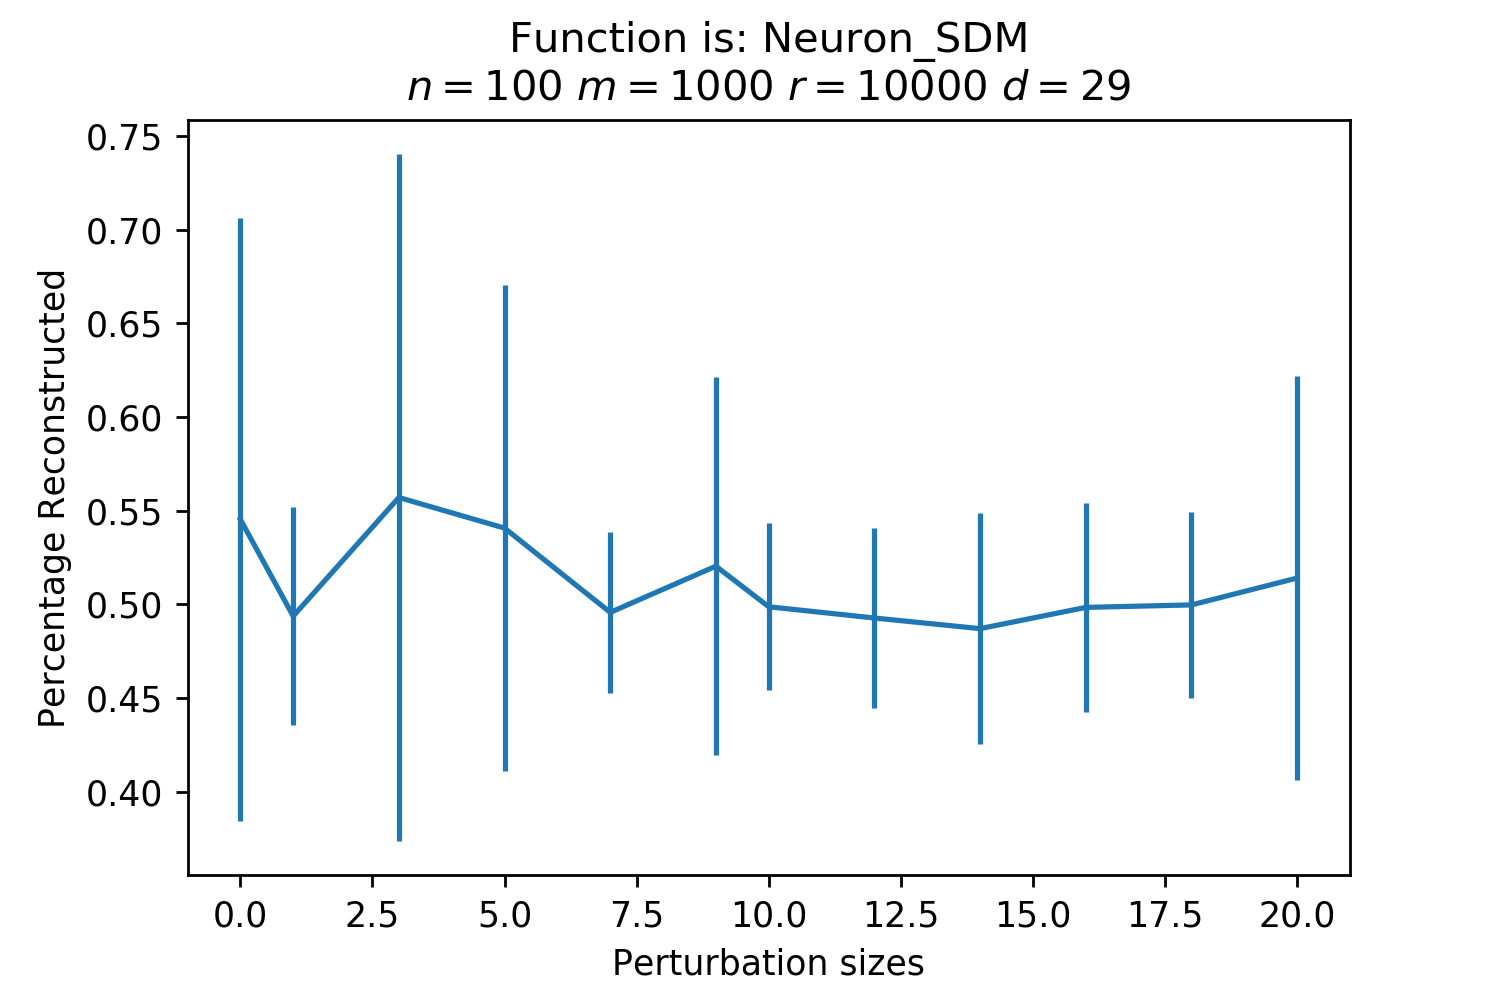 Function is: Neuron_SDM
n = 100 m = 1000 r = 10000 d = 29
0.75
0.70
0.65
0.60
0.55
0.50
0.45
0.40
Percentage Reconstructed
0.0 2.5 5.0 7.5 10.0 12.5 15.0 17.5 20.0
Perturbation sizes